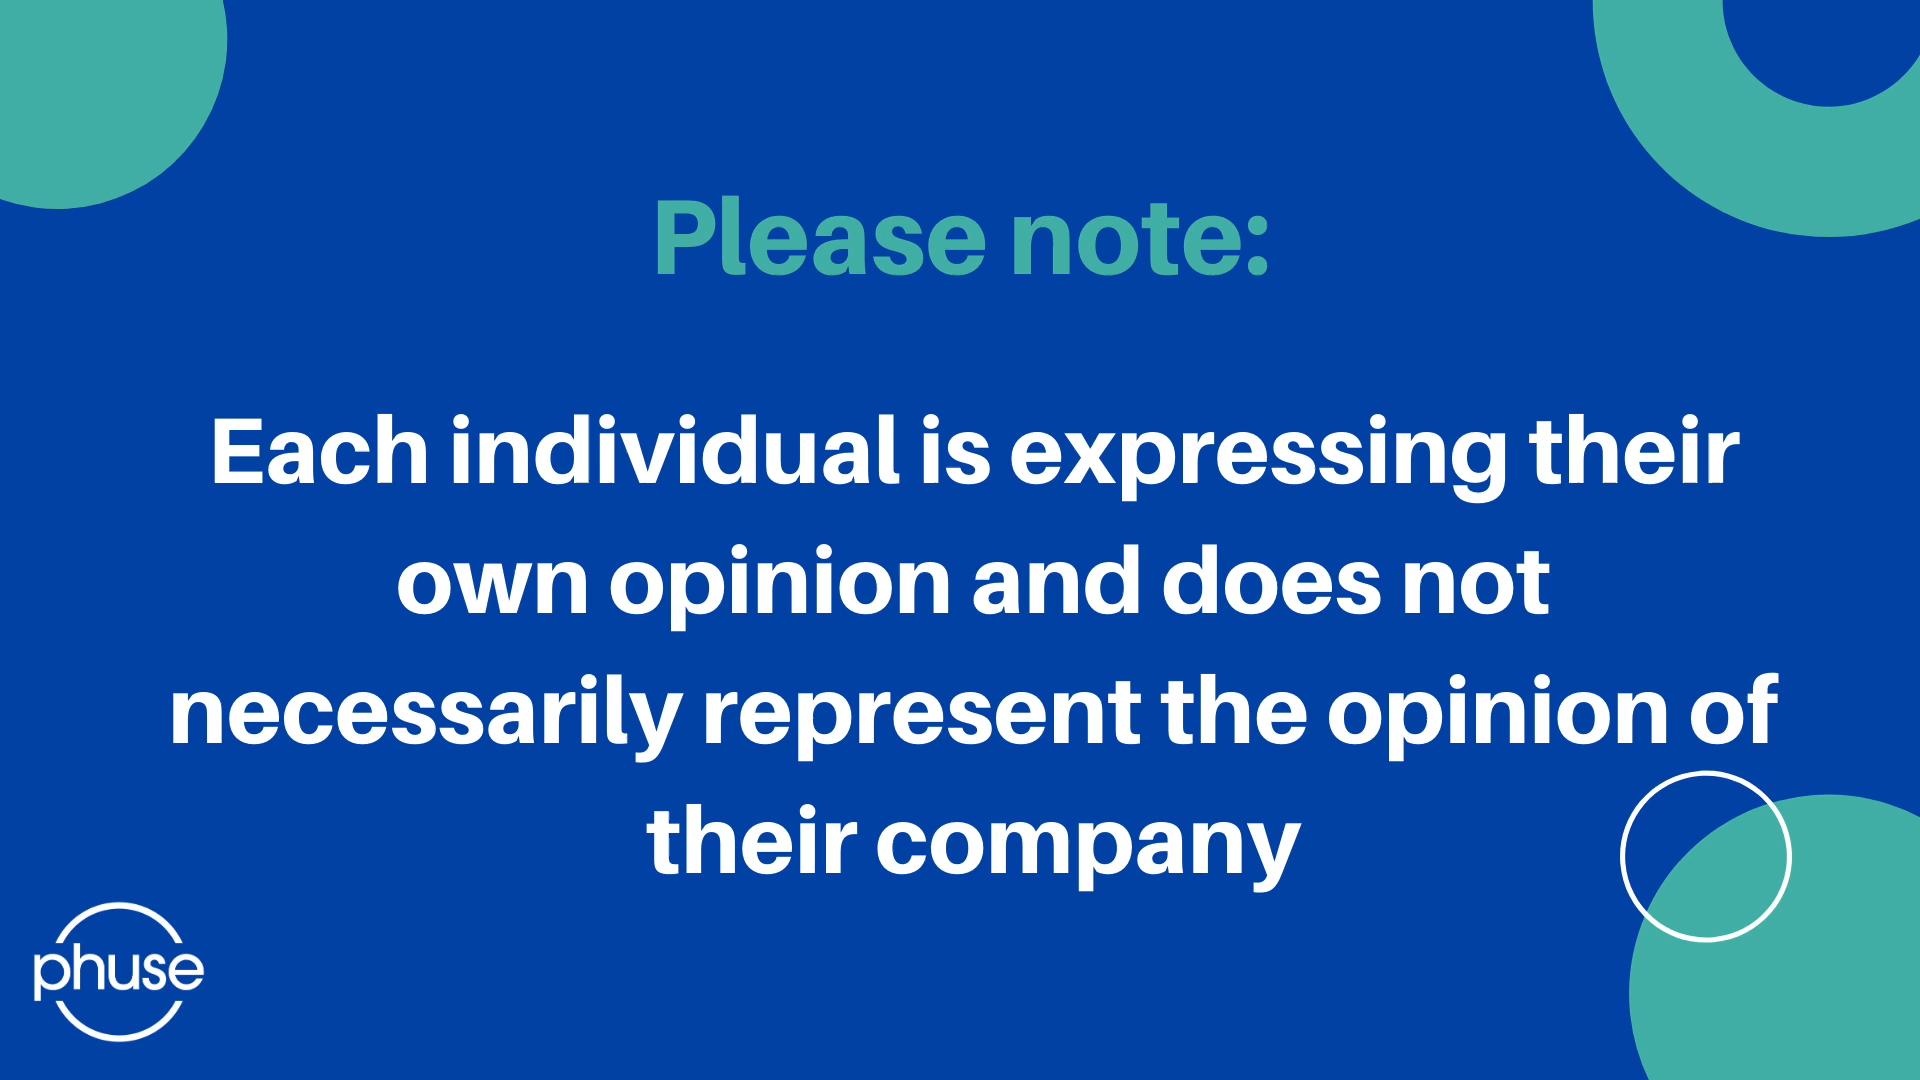 Please note:
Each individual is expressing their
own opinion and does not
necessarily represent the opinion of
their company
phuse